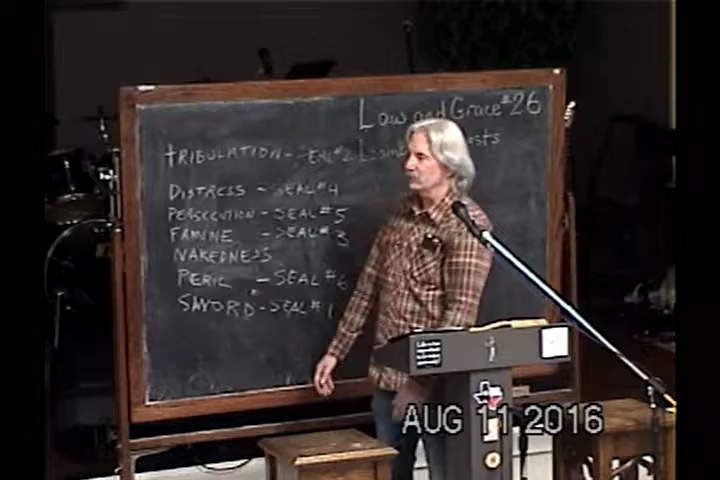 Law and Grace #26
TRIBULATION - SEAL #2
DISTRESS - SEAL #4
PERSECUTION - SEAL #5
FAMINE - SEAL #3
NAKEDNESS
PERIL - SEAL #6
SWORD - SEAL #1
AUG 11 2016